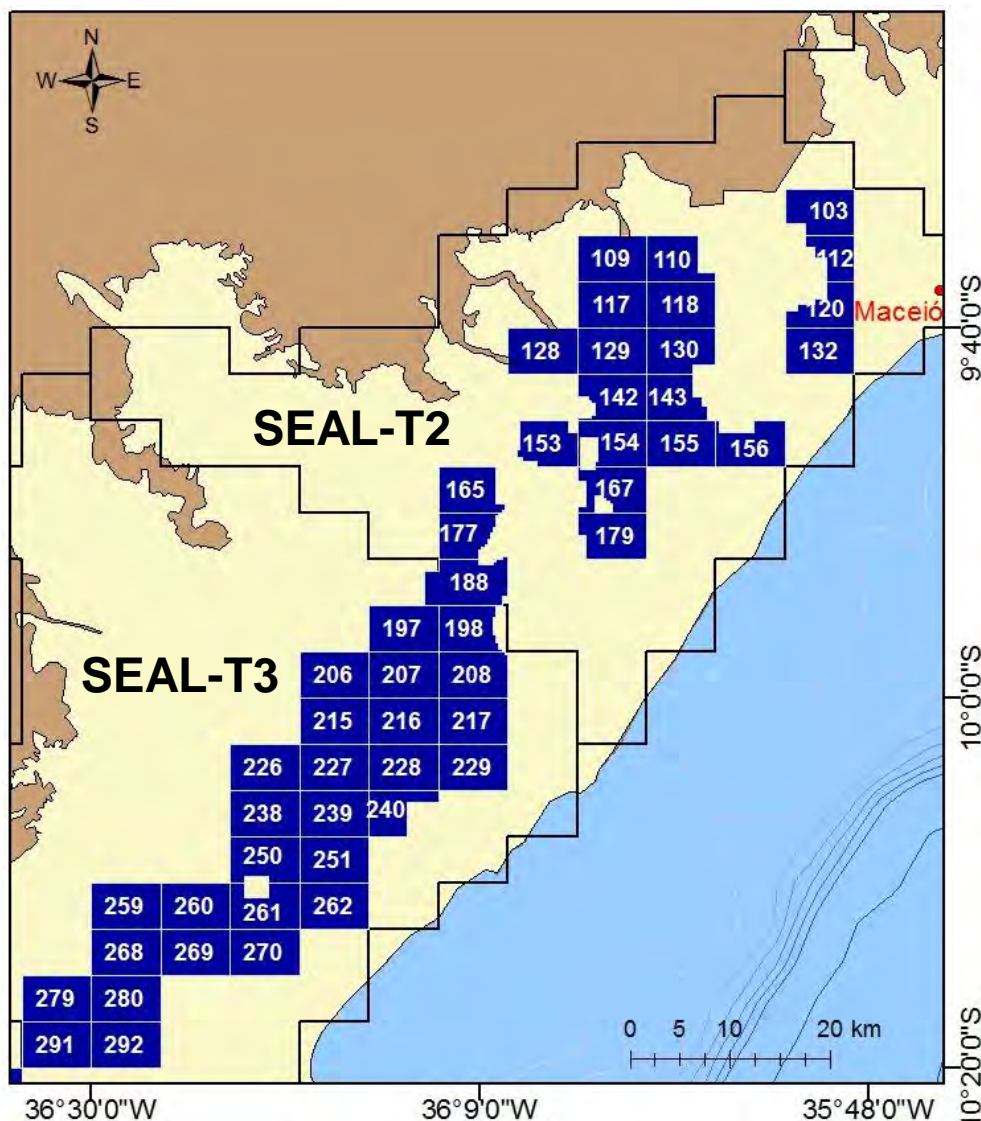 N
W E
S
103
109 110 112
117 118 120
Maceió
128 129 130 132
142 143
SEAL-T2
153 154 155 156
165 167
177 179
188
197 198
SEAL-T3
206 207 208
215 216 217
226 227 228 229
238 239 240
250 251
259 260 261 262
268 269 270
279 280
291 292
0 5 10 20 km
9°40'0"S
10°0'0"S
10°20'0"S
36°30'0"W 36°9'0"W 35°48'0"W